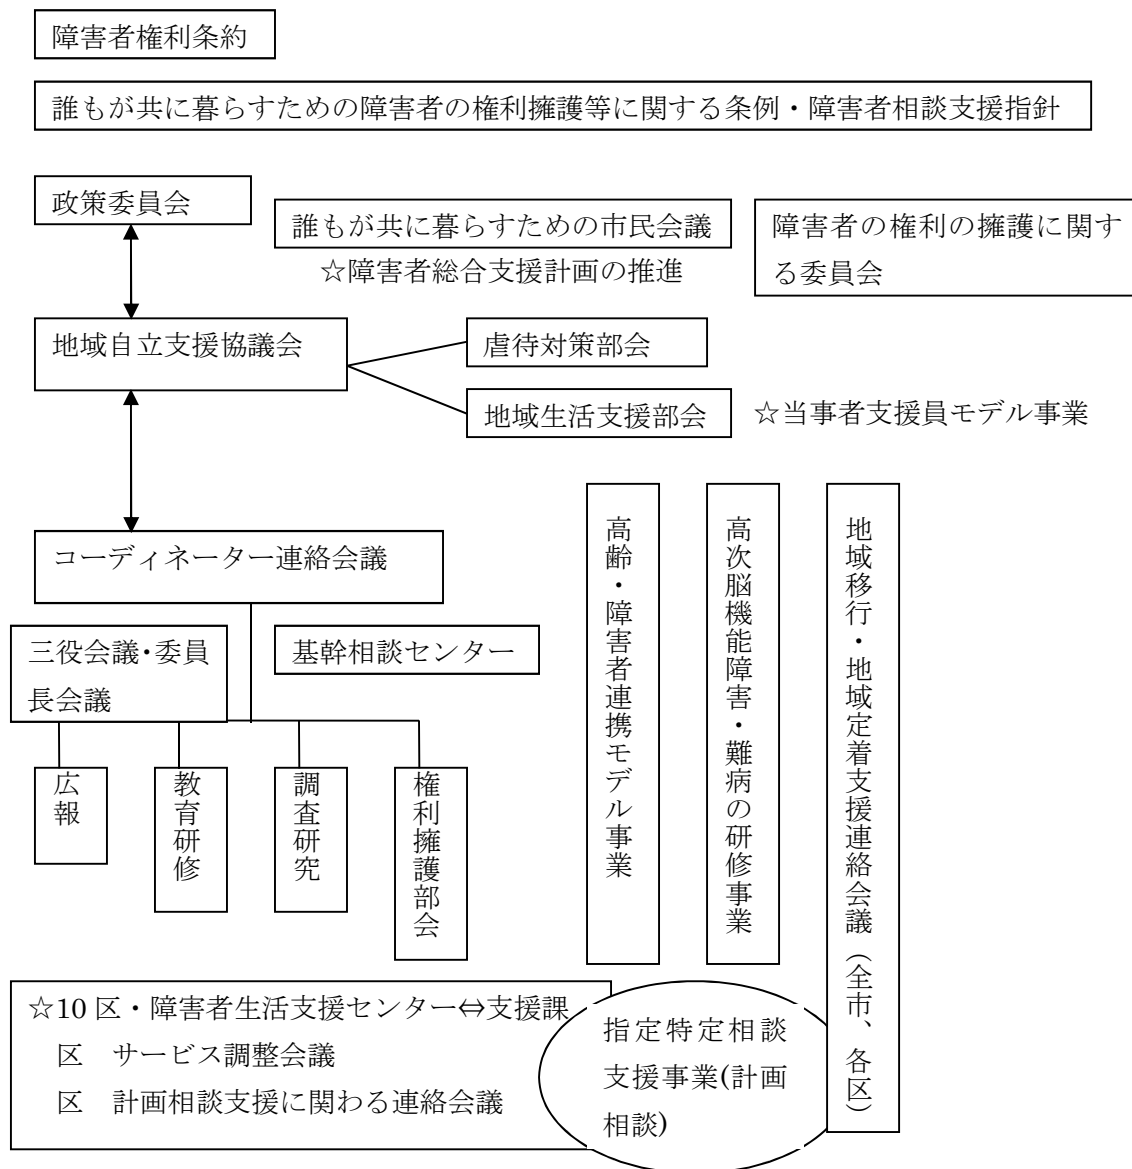 障害者権利条約
誰もが共に暮らすための障害者の権利擁護等に関する条例・障害者相談支援指針
政策委員会
誰もが共に暮らすための市民会議
☆障害者総合支援計画の推進
障害者の権利の擁護に関す
る委員会
地域自立支援協議会
虐待対策部会
地域生活支援部会
☆当事者支援員モデル事業
コーディネーター連絡会議
三役会議・委員
長会議
基幹相談センター
広報
教育研修
調査研究
権利擁護部会
高齢・障害者連携モデル事業
高次脳機能障害・難病の研修事業
地域移行・地域定着支援連絡会議（全市、各区）
☆10 区・障害者生活支援センター⇔支援課
区　サービス調整会議
区　計画相談支援に関わる連絡会議
指定特定相談
支援事業(計画
相談)